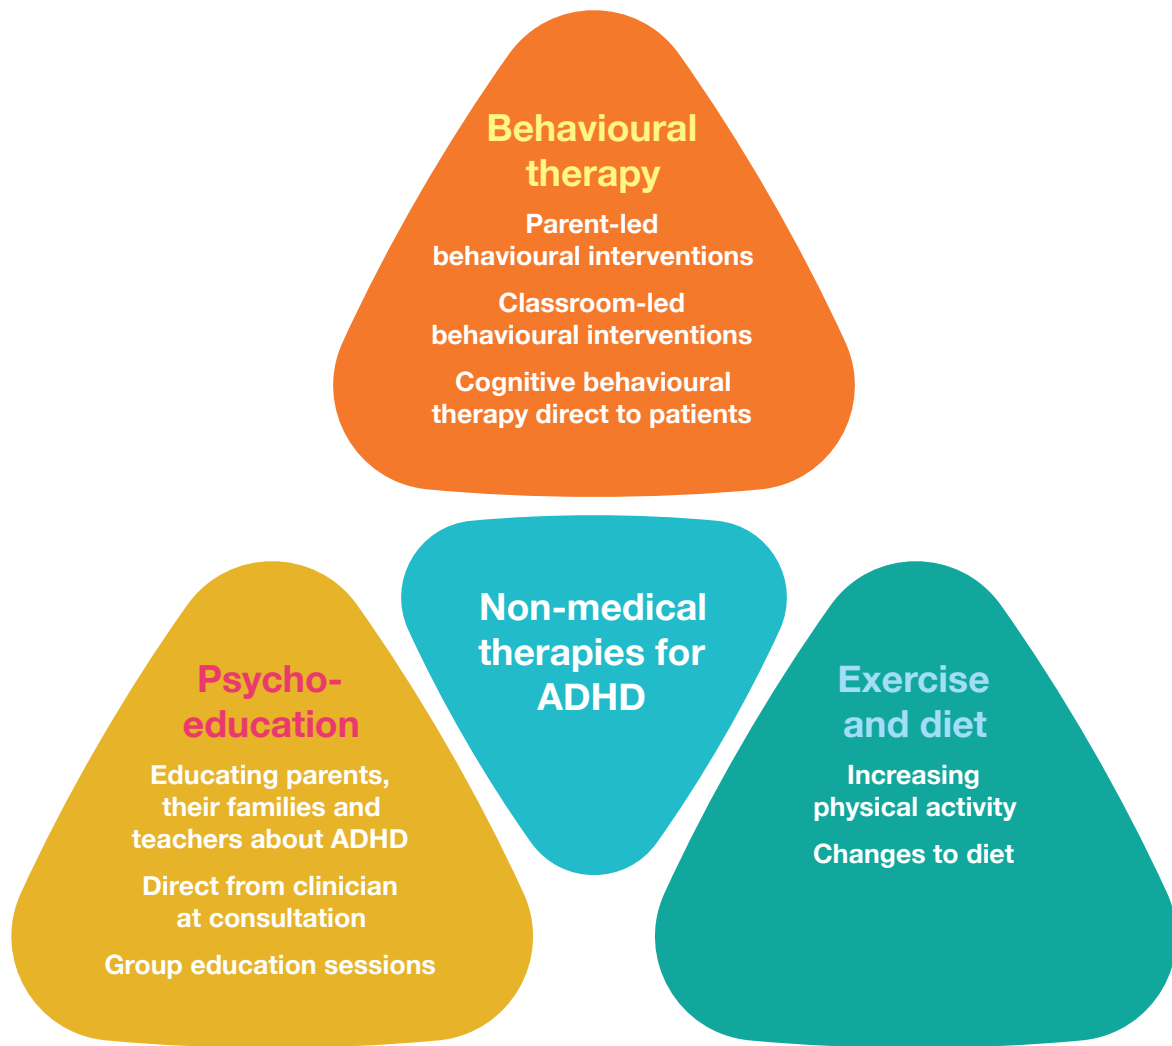 Behavioural
therapy
Parent-led
behavioural interventions
Classroom-led
behavioural interventions
Cognitive behavioural
therapy direct to patients
Non-medical
therapies for
ADHD
Psycho-
education
Educating parents,
their families and
teachers about ADHD
Direct from clinician
at consultation
Group education sessions
Exercise
and diet
Increasing
physical activity
Changes to diet